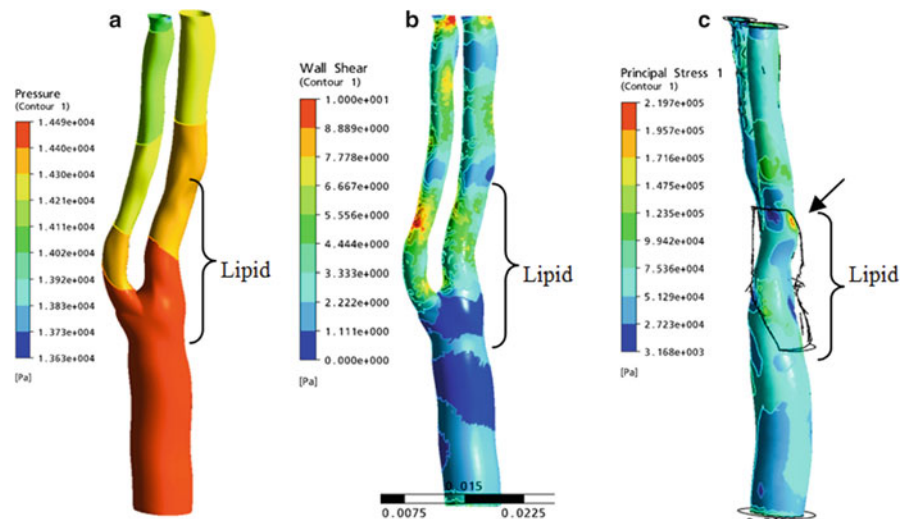 a
Pressure
(Contour 1)
1.449e+004
1.440e+004
1.430e+004
1.421e+004
1.411e+004
1.402e+004
1.392e+004
1.383e+004
1.373e+004
1.363e+004
[Pa]
Lipid
b
Wall Shear
(Contour 1)
1.000e+001
8.889e+000
7.778e+000
6.667e+000
5.556e+000
4.444e+000
3.333e+000
2.222e+000
1.111e+000
0.000e+000
[Pa]
Lipid
0.015
0.0075
0.0225
c
Principal Stress 1
(Contour 1)
2.197e+005
1.957e+005
1.716e+005
1.475e+005
1.235e+005
9.942e+004
7.536e+004
5.129e+004
2.723e+004
3.168e+003
[Pa]
Lipid